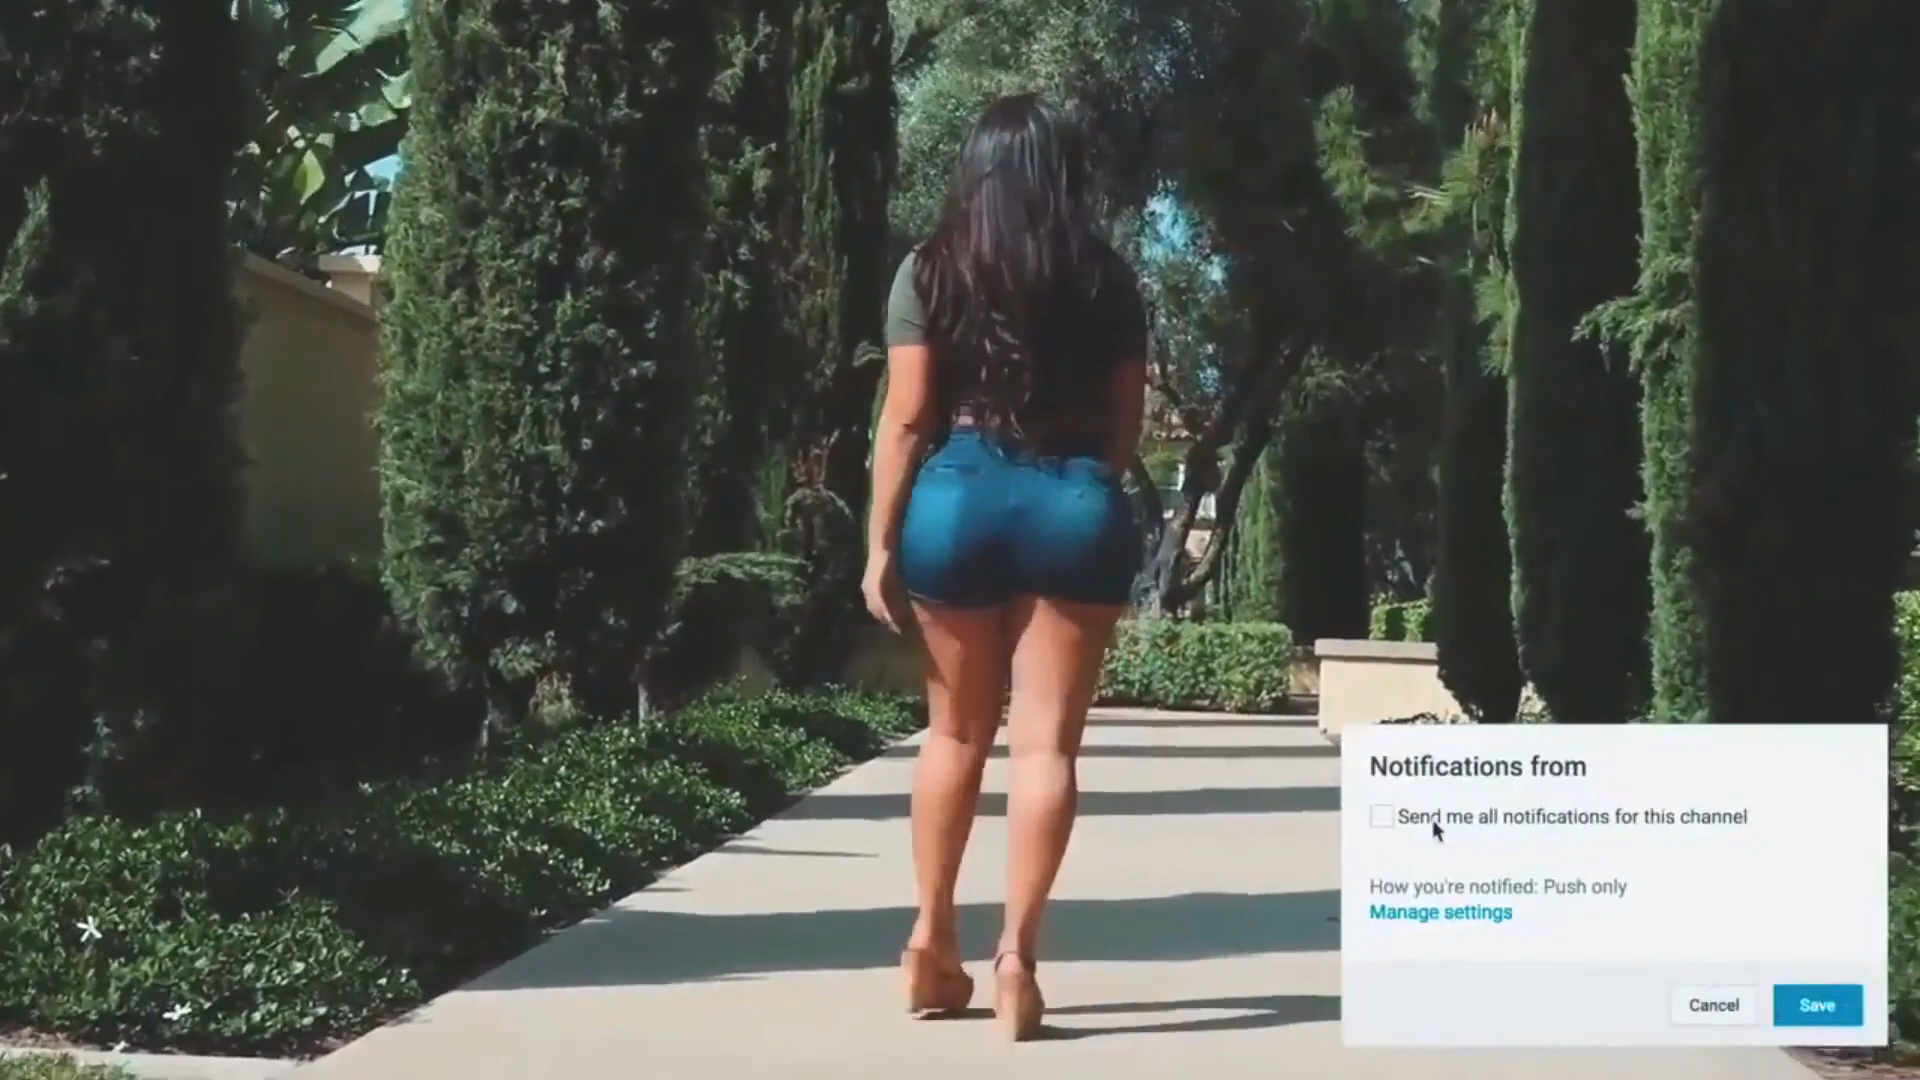 Notifications from
Send me all notifications for this channel
How you're notified: Push only
Manage settings
Cancel
Save